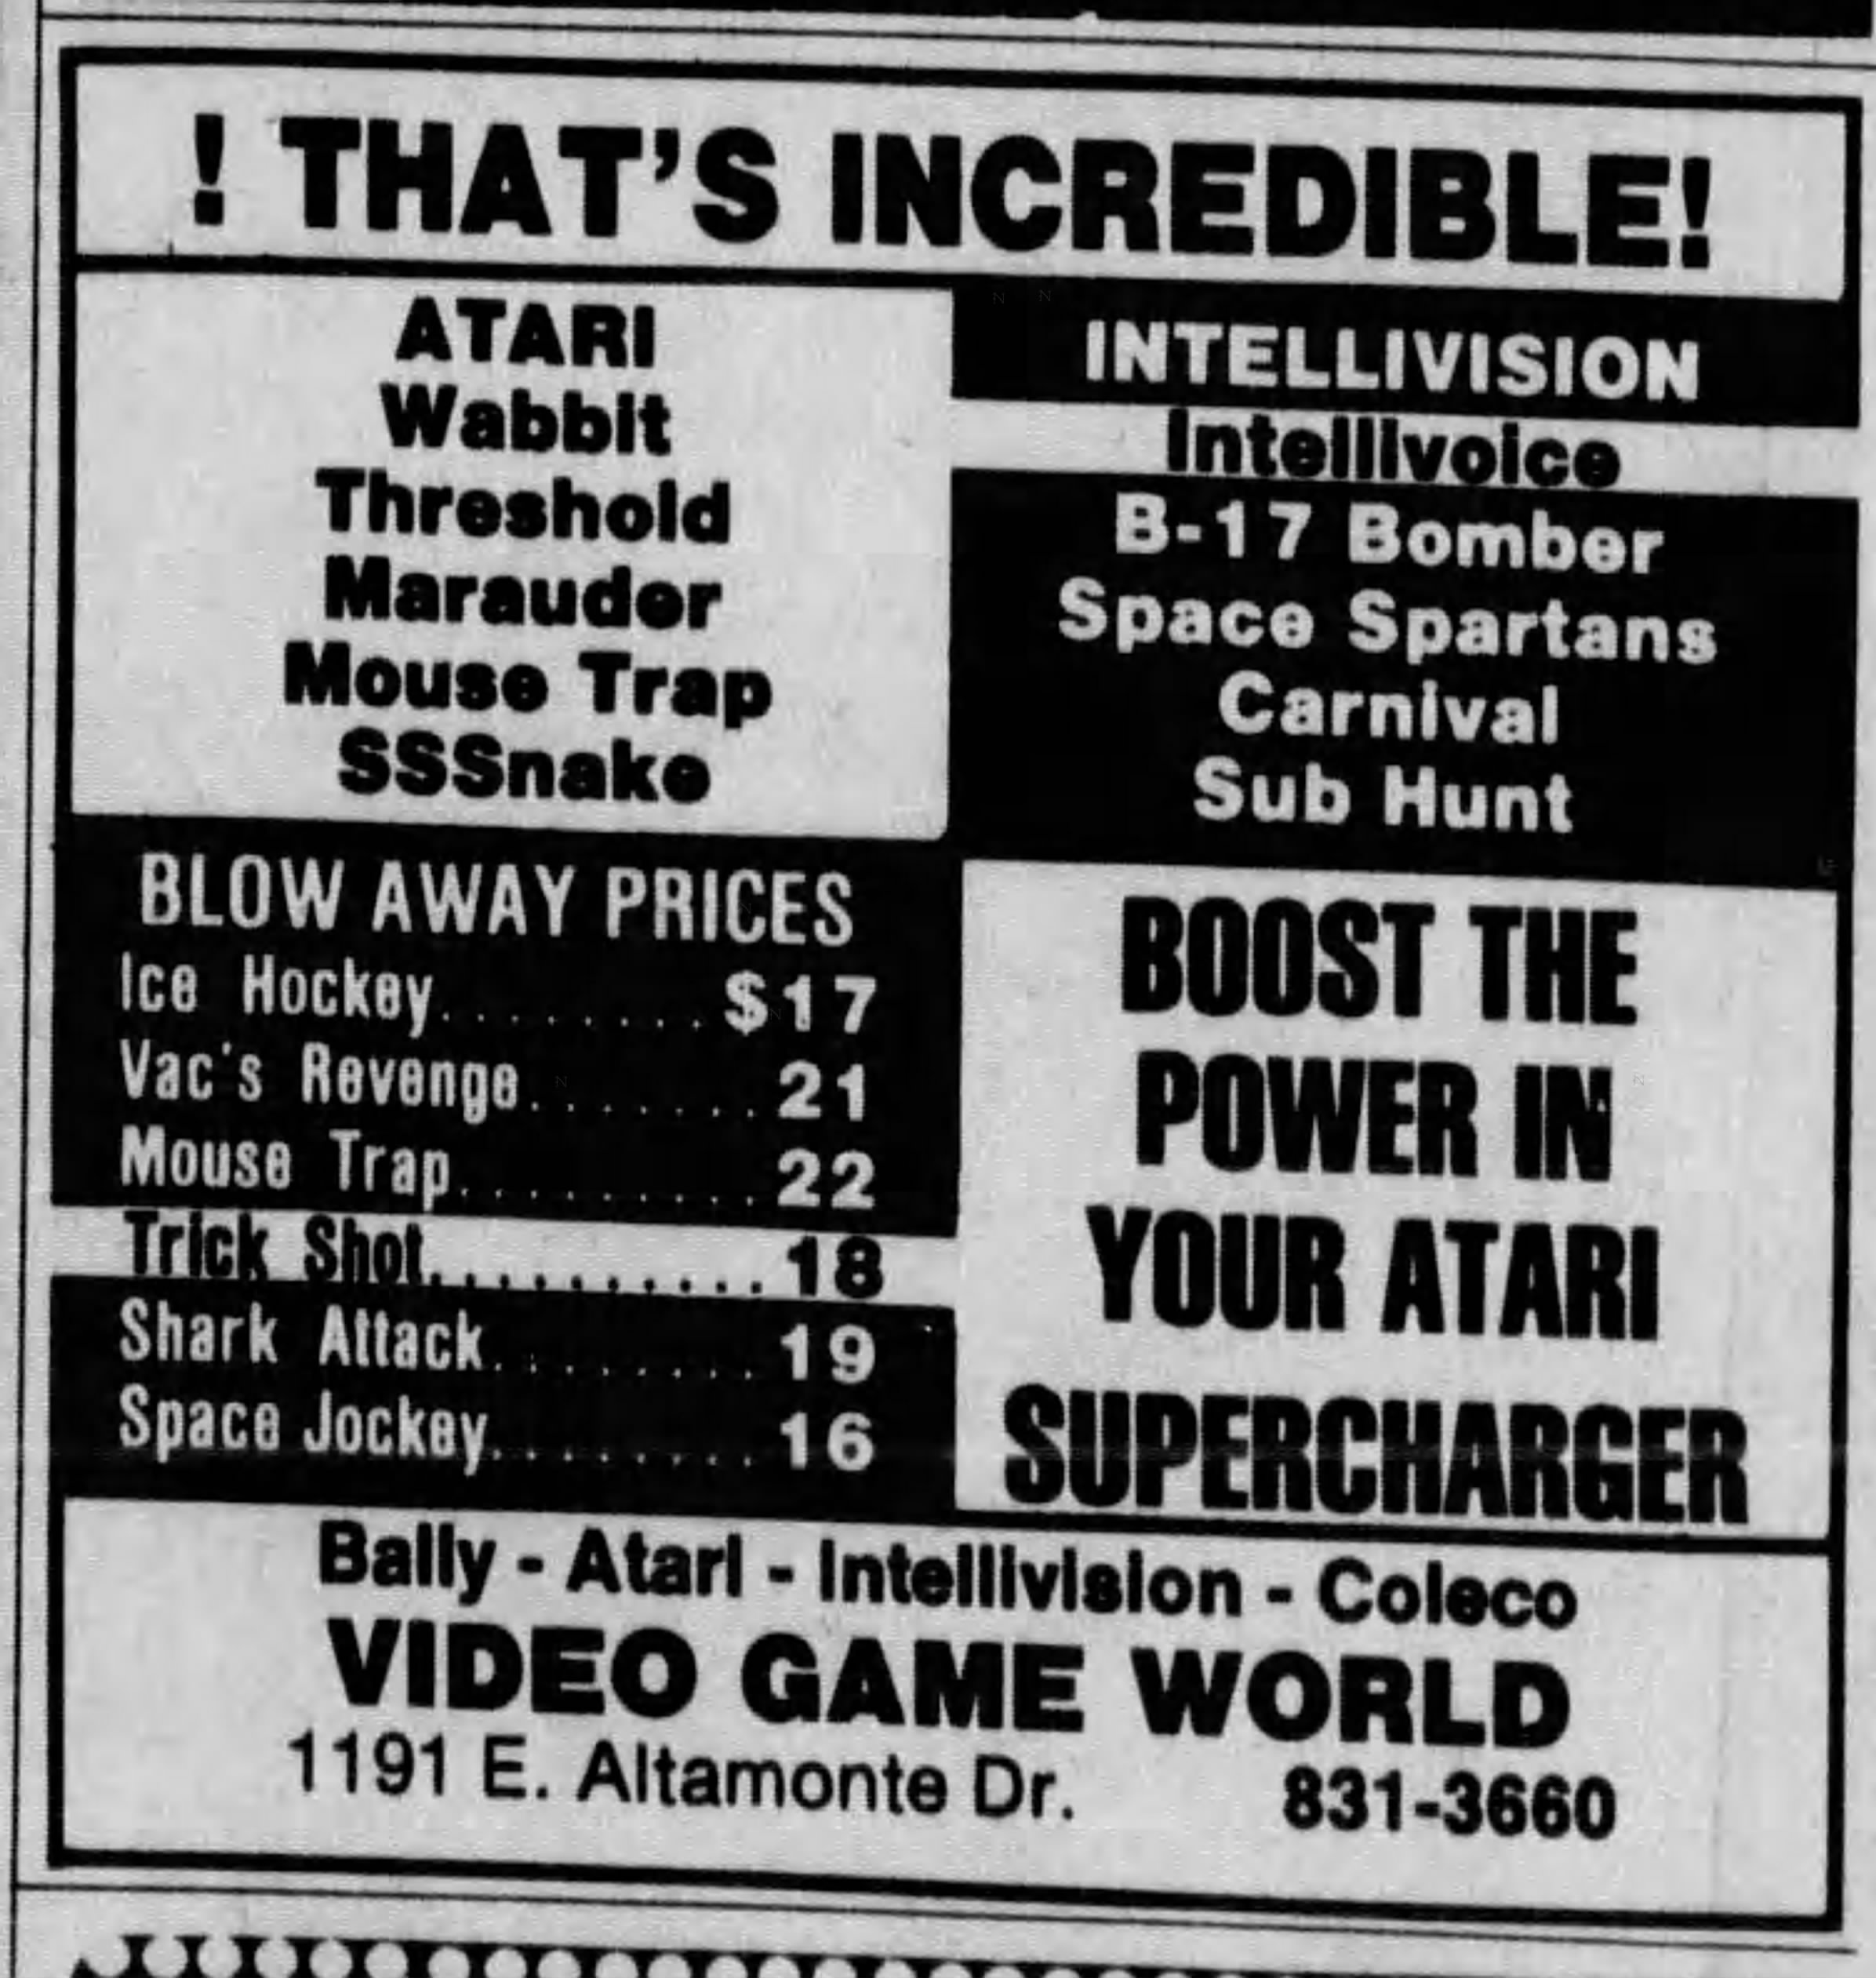 ! THAT'S INCREDIBLE!
ATARI
Wabbit
Threshold
Marauder
Mouse Trap
SSSnake
INTELLIVISION
Intellivoice
B-17 Bomber
Space Spartans
Carnival
Sub Hunt
BLOW AWAY PRICES
Ice Hockey........$17
Vac's Revenge.......21
Mouse Trap..........22
Trick Shot...........18
Shark Attack.........19
Space Jockey.........16
BOOST THE
POWER IN
YOUR ATARI
SUPERCHARGER
Bally - Atari - Intellivision - Coleco
VIDEO GAME WORLD
1191 E. Altamonte Dr. 831-3660